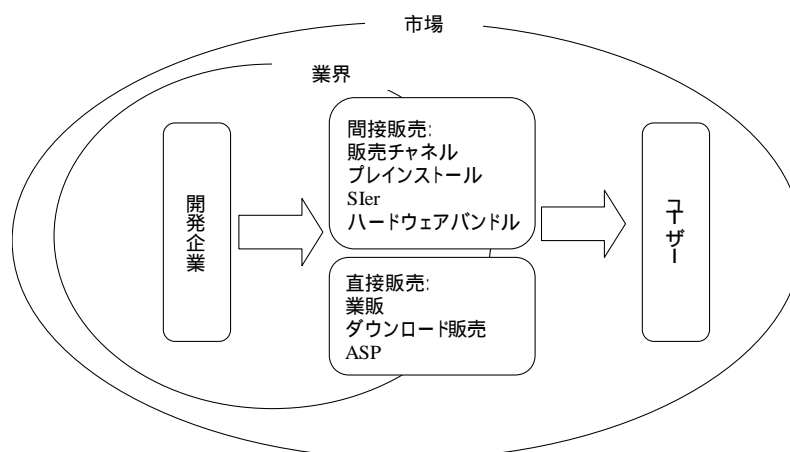 市場
業界
開発企業
間接販売:
販売チャネル
プレインストール
SIer
ハードウェアバンドル
直接販売:
業販
ダウンロード販売
ASP
ユーザー